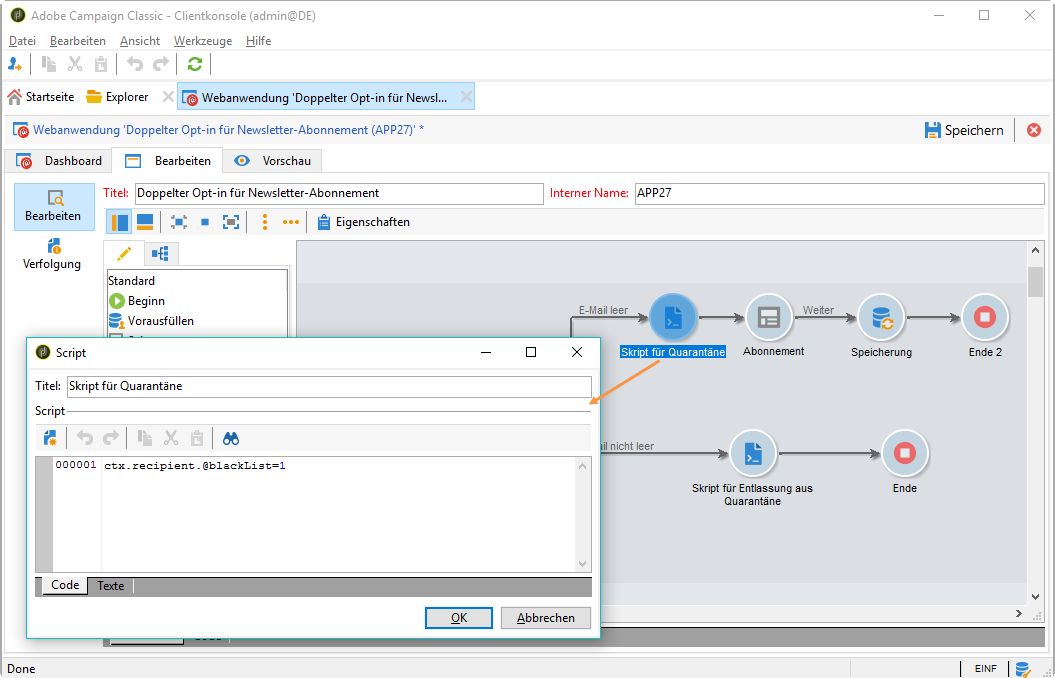 Adobe Campaign Classic - Clientkonsole (admin@DE)
Datei Bearbeiten Ansicht Werkzeuge Hilfe
Startseite Explorer Webanwendung 'Doppelter Opt-in für Newsl...
Webanwendung 'Doppelter Opt-in für Newsletter-Abonnement (APP27)' * Speichern
Dashboard Bearbeiten Vorschau
Bearbeiten
Verfolgung
Titel: Doppelter Opt-in für Newsletter-Abonnement Interner Name: APP27
Eigenschaften
Standard
Beginn
Vorausfüllen
E-Mail leer Weiter
Skript für Quarantäne Abonnement Speicherung Ende 2
nicht leer
Skript für Entlassung aus Quarantäne
Ende
Script
Titel: Skript für Quarantäne
Script
000001 ctx.recipient.@blackList=1
Code Texte
OK Abbrechen
Done EINF